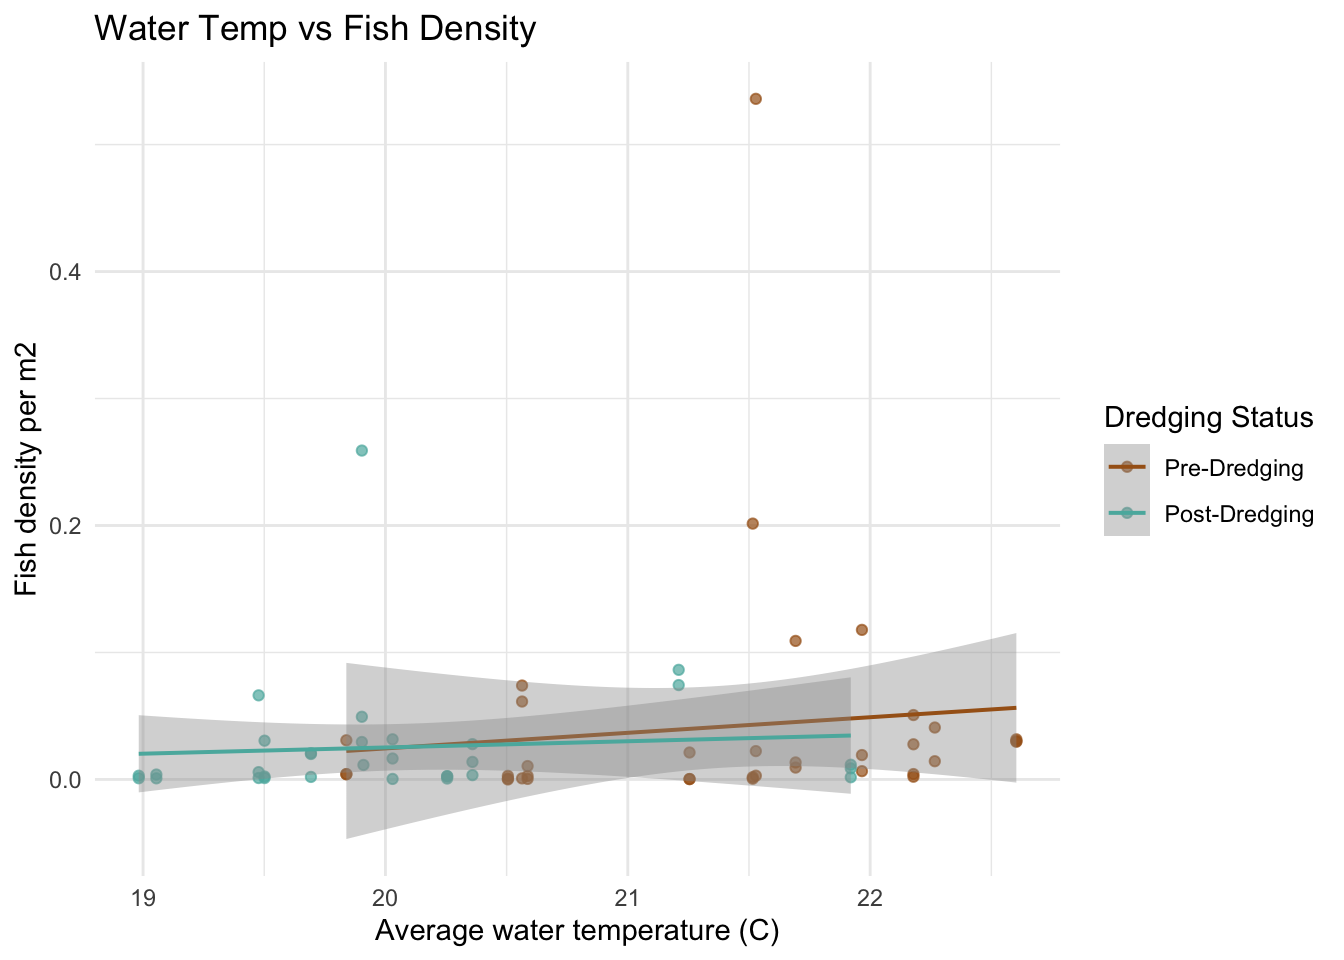 Water Temp vs Fish Density
Fish density per m2
0.4
0.2
0.0
19
20
21
22
Average water temperature (C)
Dredging Status
Pre-Dredging
Post-Dredging